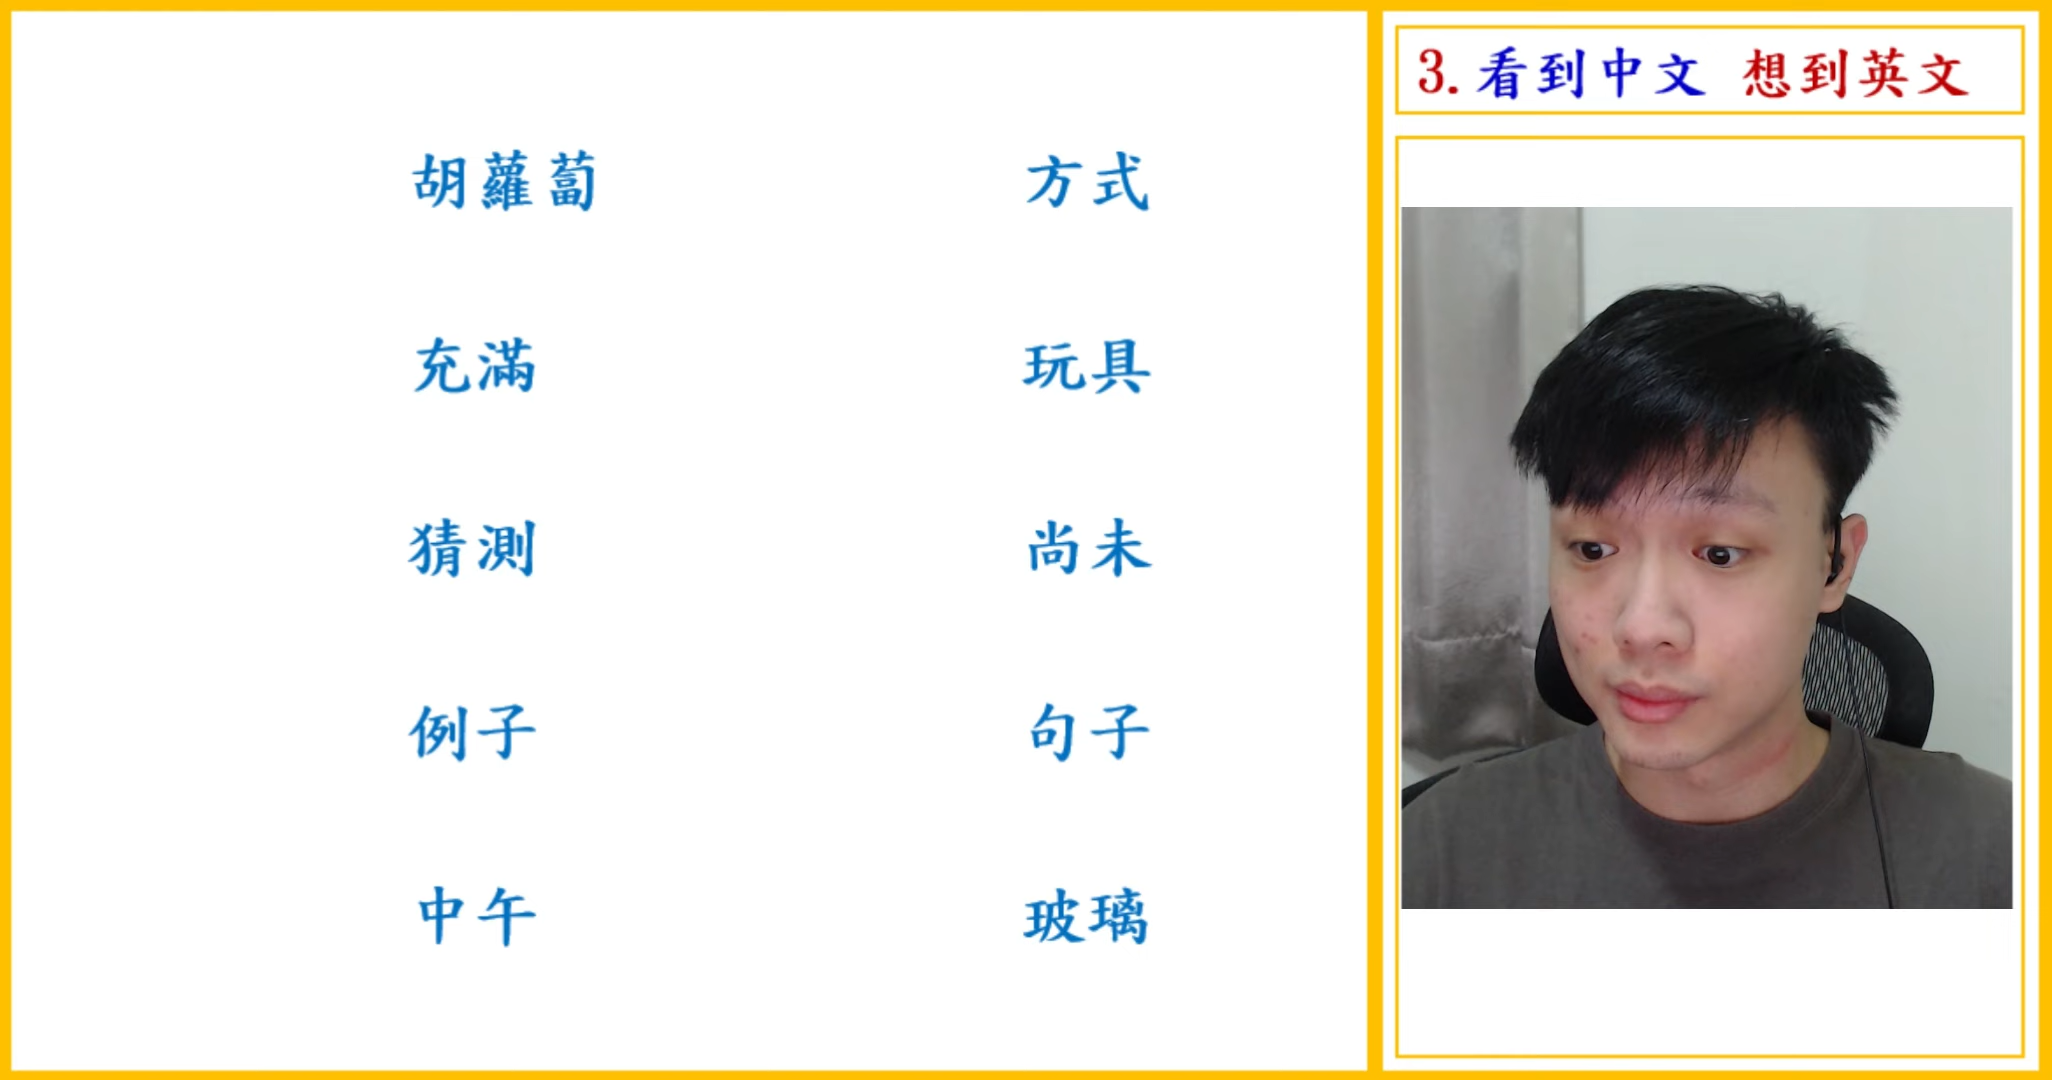 3.看到中文 想到英文
胡蘿蔔 方式
充滿 玩具
猜測 尚未
例子 句子
中午 玻璃